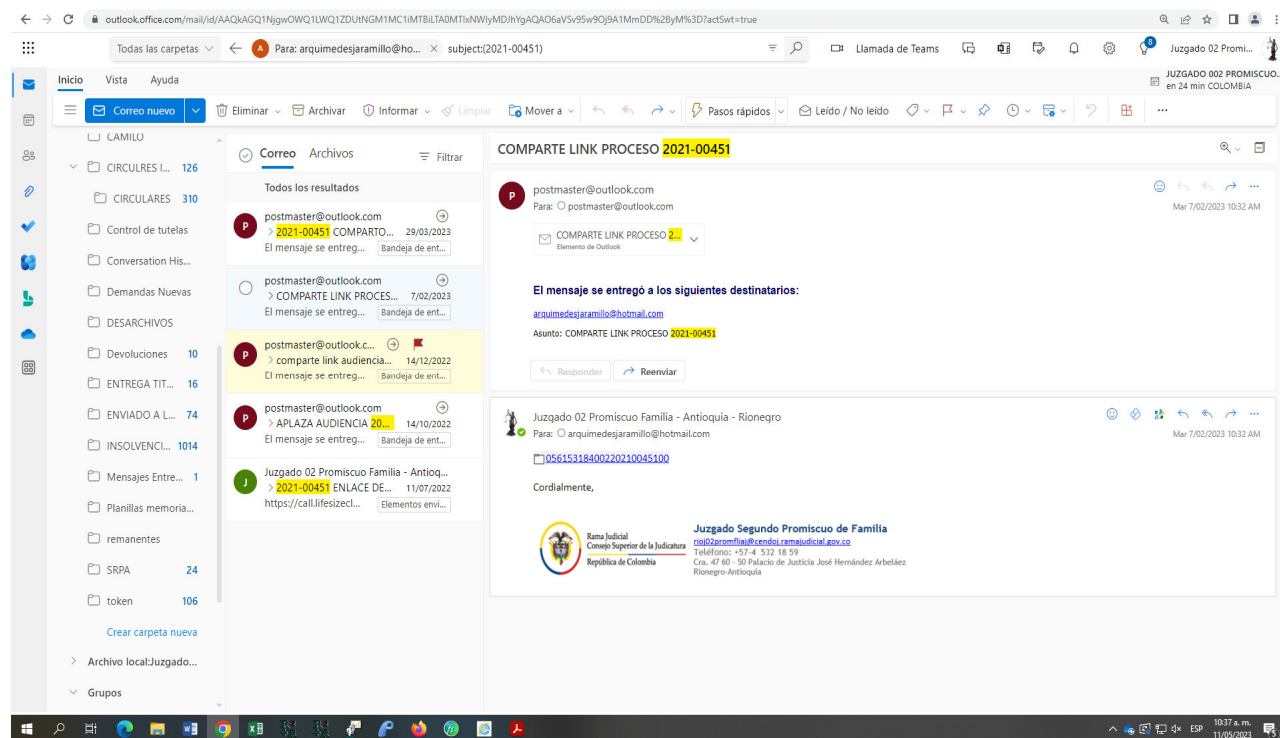 outlook.office.com/mail/id/AAQkAGQ1NjgwOWQ1LWQ1ZDUtNGM1MC1iMTBiLTA0MTIxNWIyMDJhYgAQAO6aVSv95w9Oj9A1MmDD%2ByM%3D?actSwt=true
Todas las carpetas
A Para: arquimedesjaramillo@ho... × subject:(2021-00451)
Llamada de Teams
8
Juzgado 02 Promi...
Inicio Vista Ayuda
JUZGADO 002 PROMISCUO...
en 24 min COLOMBIA
Correo nuevo Eliminar Archivar Informar Limpiar Mover a Pasos rápidos Leído / No leído
CAMILO
CIRCULRES I... 126
CIRCULARES 310
Control de tutelas
Conversation His...
Demandas Nuevas
DESARCHIVOS
Devoluciones 10
ENTREGA TIT... 16
ENVIADO A L... 74
INSOLVENCI... 1014
Mensajes Entre... 1
Planillas memoria...
remanentes
SRPA 24
token 106
Crear carpeta nueva
Archivo local:Juzgado...
Grupos
Correo Archivos Filtrar
Todos los resultados
P
postmaster@outlook.com
2021-00451 COMPARTO... 29/03/2023
El mensaje se entreg... Bandeja de ent...
postmaster@outlook.com
COMPARTE LINK PROCES... 7/02/2023
El mensaje se entreg... Bandeja de ent...
P
postmaster@outlook.c...
comparte link audiencia... 14/12/2022
El mensaje se entreg... Bandeja de ent...
P
postmaster@outlook.com
APLAZA AUDIENCIA 20... 14/10/2022
El mensaje se entreg... Bandeja de ent...
J
Juzgado 02 Promiscuo Familia - Antioq...
2021-00451 ENLACE DE... 11/07/2022
https://call.lifesizecl... Elementos envi...
COMPARTE LINK PROCESO 2021-00451
P
postmaster@outlook.com
Para: postmaster@outlook.com
Mar 7/02/2023 10:32 AM
COMPARTE LINK PROCESO 2...
Elemento de Outlook
El mensaje se entregó a los siguientes destinatarios:
arquimedesjaramillo@hotmail.com
Asunto: COMPARTE LINK PROCESO 2021-00451
Responder Reenviar
Juzgado 02 Promiscuo Familia - Antioquia - Rionegro
Para: arquimedesjaramillo@hotmail.com
Mar 7/02/2023 10:32 AM
05615318400220210045100
Cordialmente,
Rama Judicial
Consejo Superior de la Judicatura
República de Colombia
Juzgado Segundo Promiscuo de Familia
rioj02promfliaj@cendoj.ramajudicial.gov.co
Teléfono: +57-4 532 18 59
Cra. 47 60 - 50 Palacio de Justicia José Hernández Arbeláez
Rionegro-Antioquia
ESP
10:37 a. m.
11/05/2023